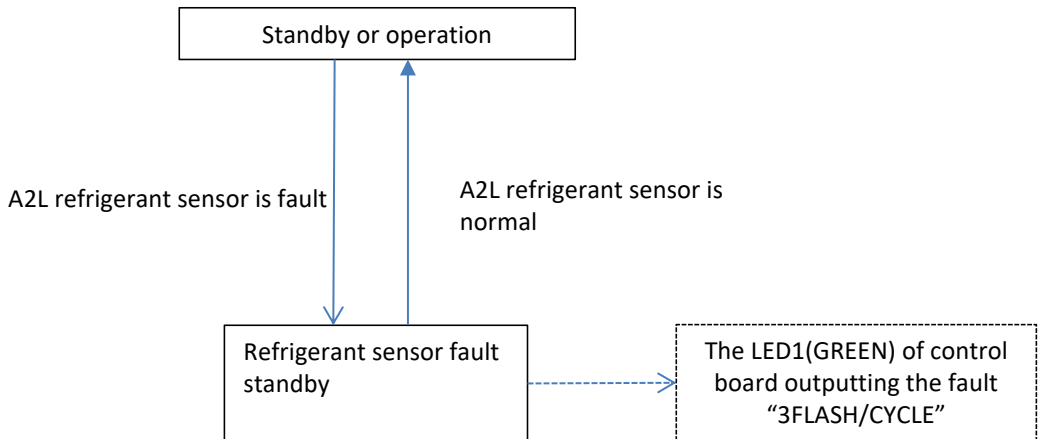 Standby or operation
A2L refrigerant sensor is fault
A2L refrigerant sensor is
normal
Refrigerant sensor fault
standby
The LED1(GREEN) of control
board outputting the fault
“3FLASH/CYCLE”